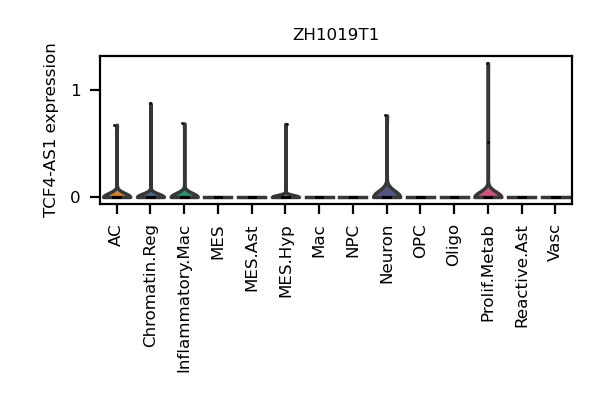 ZH1019T1
TCF4-AS1 expression
1
0
AC
Chromatin.Reg
Inflammatory.Mac
MES
MES.Ast
MES.Hyp
Mac
NPC
Neuron
OPC
Oligo
Prolif.Metab
Reactive.Ast
Vasc